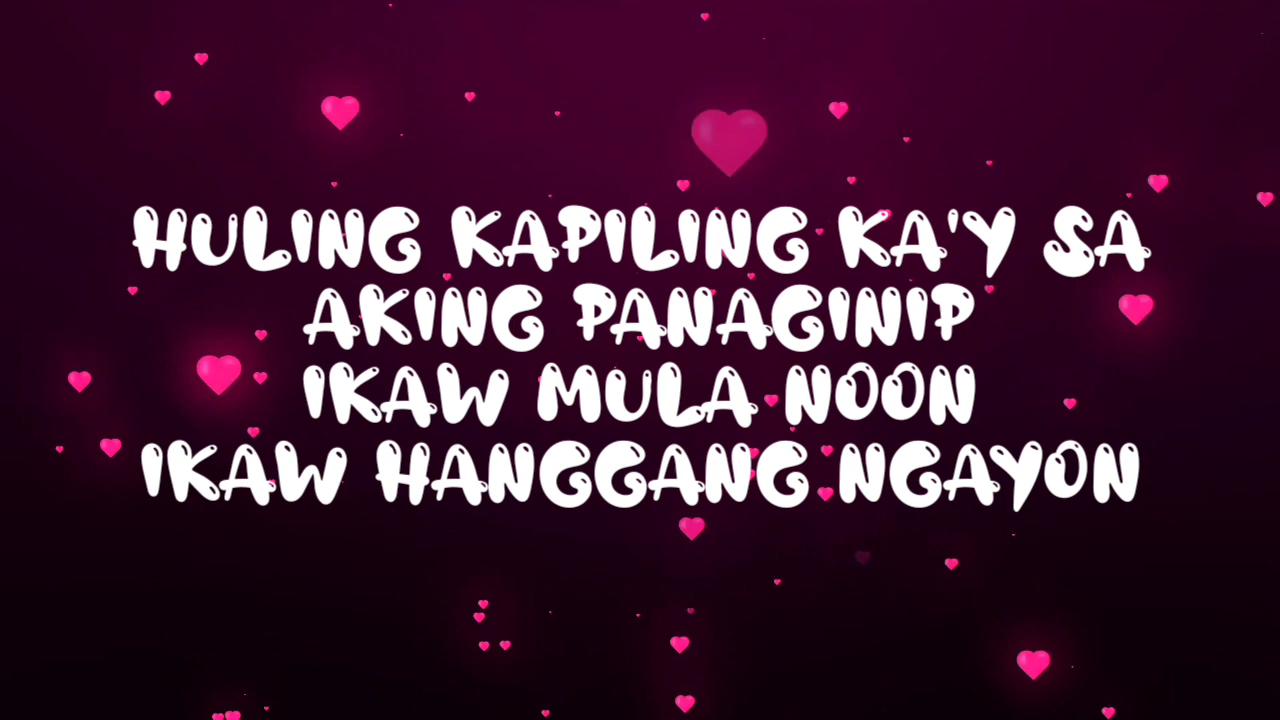 HULING KAPILING KA'Y SA
AKING PANAGINIP
IKAW MULA NOON
IKAW HANGGANG NGAYON